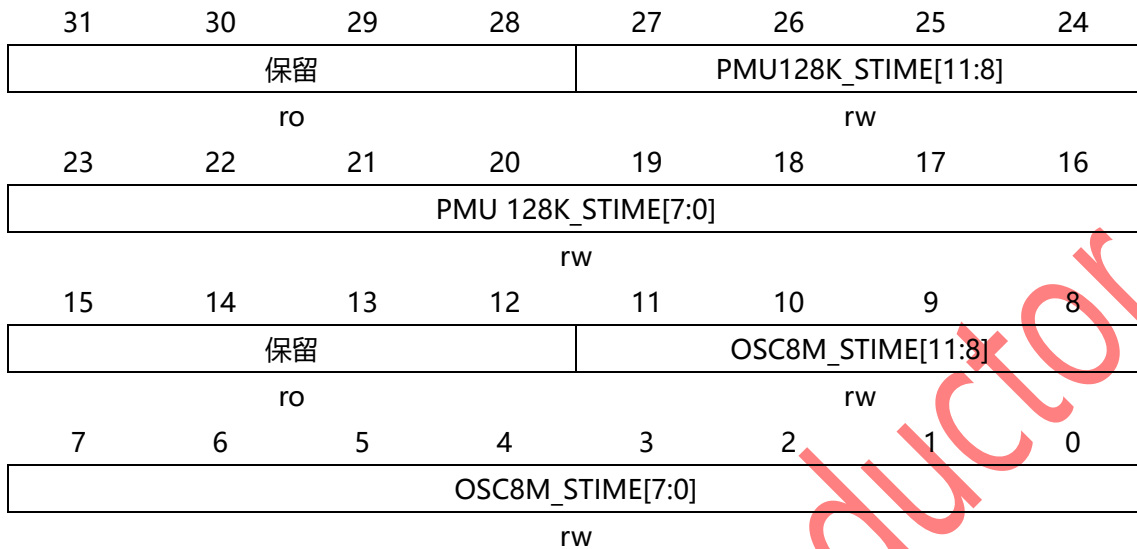 31 30 29 28 27 26 25 24
保留 PMU128K_STIME[11:8]
ro rw
23 22 21 20 19 18 17 16
PMU 128K_STIME[7:0]
rw
15 14 13 12 11 10 9 8
保留 OSC8M_STIME[11:8]
ro rw
7 6 5 4 3 2 1 0
OSC8M_STIME[7:0]
rw
ductor